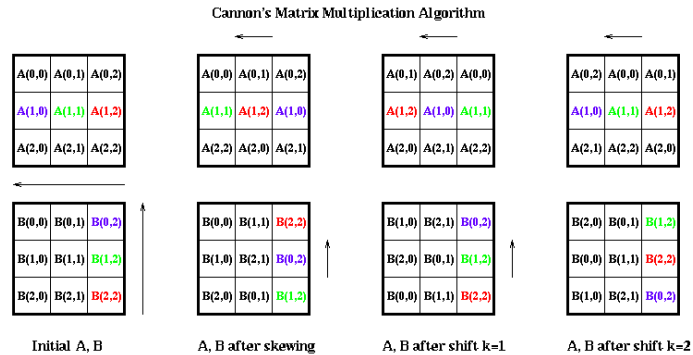 Cannon's Matrix Multiplication Algorithm
A(0,0) A(0,1) A(0,2)
A(1,0) A(1,1) A(1,2)
A(2,0) A(2,1) A(2,2)
A(0,0) A(0,1) A(0,2)
A(1,1) A(1,2) A(1,0)
A(2,2) A(2,0) A(2,1)
A(0,1) A(0,2) A(0,0)
A(1,2) A(1,0) A(1,1)
A(2,0) A(2,1) A(2,2)
A(0,2) A(0,0) A(0,1)
A(1,0) A(1,1) A(1,2)
A(2,1) A(2,2) A(2,0)
B(0,0) B(0,1) B(0,2)
B(1,0) B(1,1) B(1,2)
B(2,0) B(2,1) B(2,2)
B(0,0) B(1,1) B(2,2)
B(1,0) B(2,1) B(0,2)
B(2,0) B(0,1) B(1,2)
B(1,0) B(2,1) B(0,2)
B(2,0) B(0,1) B(1,2)
B(0,0) B(1,1) B(2,2)
B(2,0) B(0,1) B(1,2)
B(0,0) B(1,1) B(2,2)
B(1,0) B(2,1) B(0,2)
Initial A, B
A, B after skewing
A, B after shift k=1
A, B after shift k=2